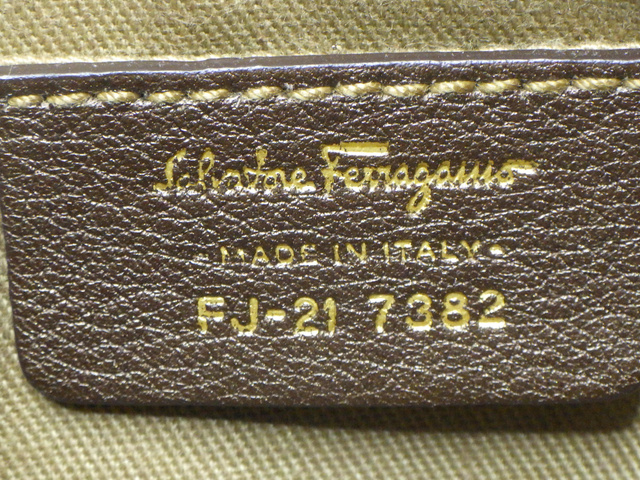 Salvatore Ferragamo
- MADE IN ITALY -
FJ-21 7382